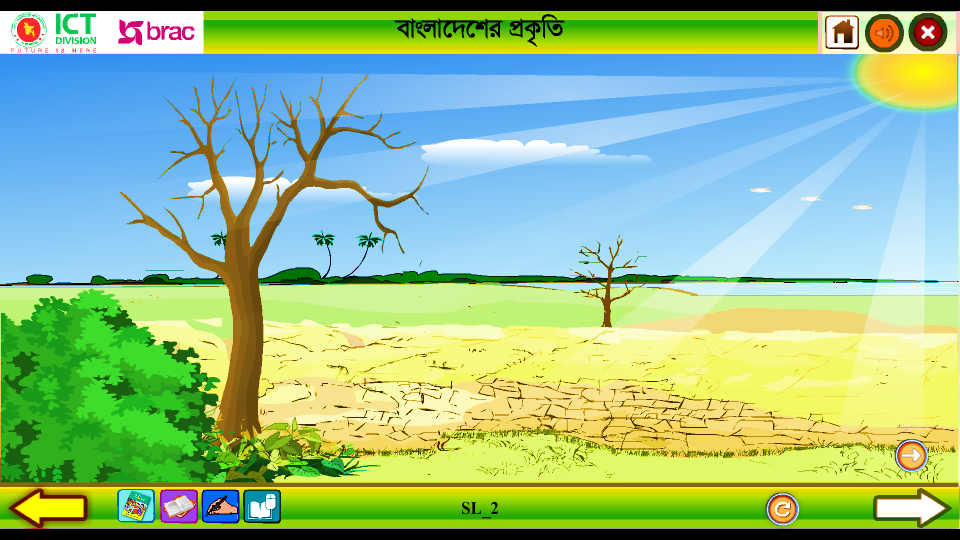 ICT
DIVISION
FUTURE IS HERE
brac
বাংলাদেশের প্রকৃতি
SL_2